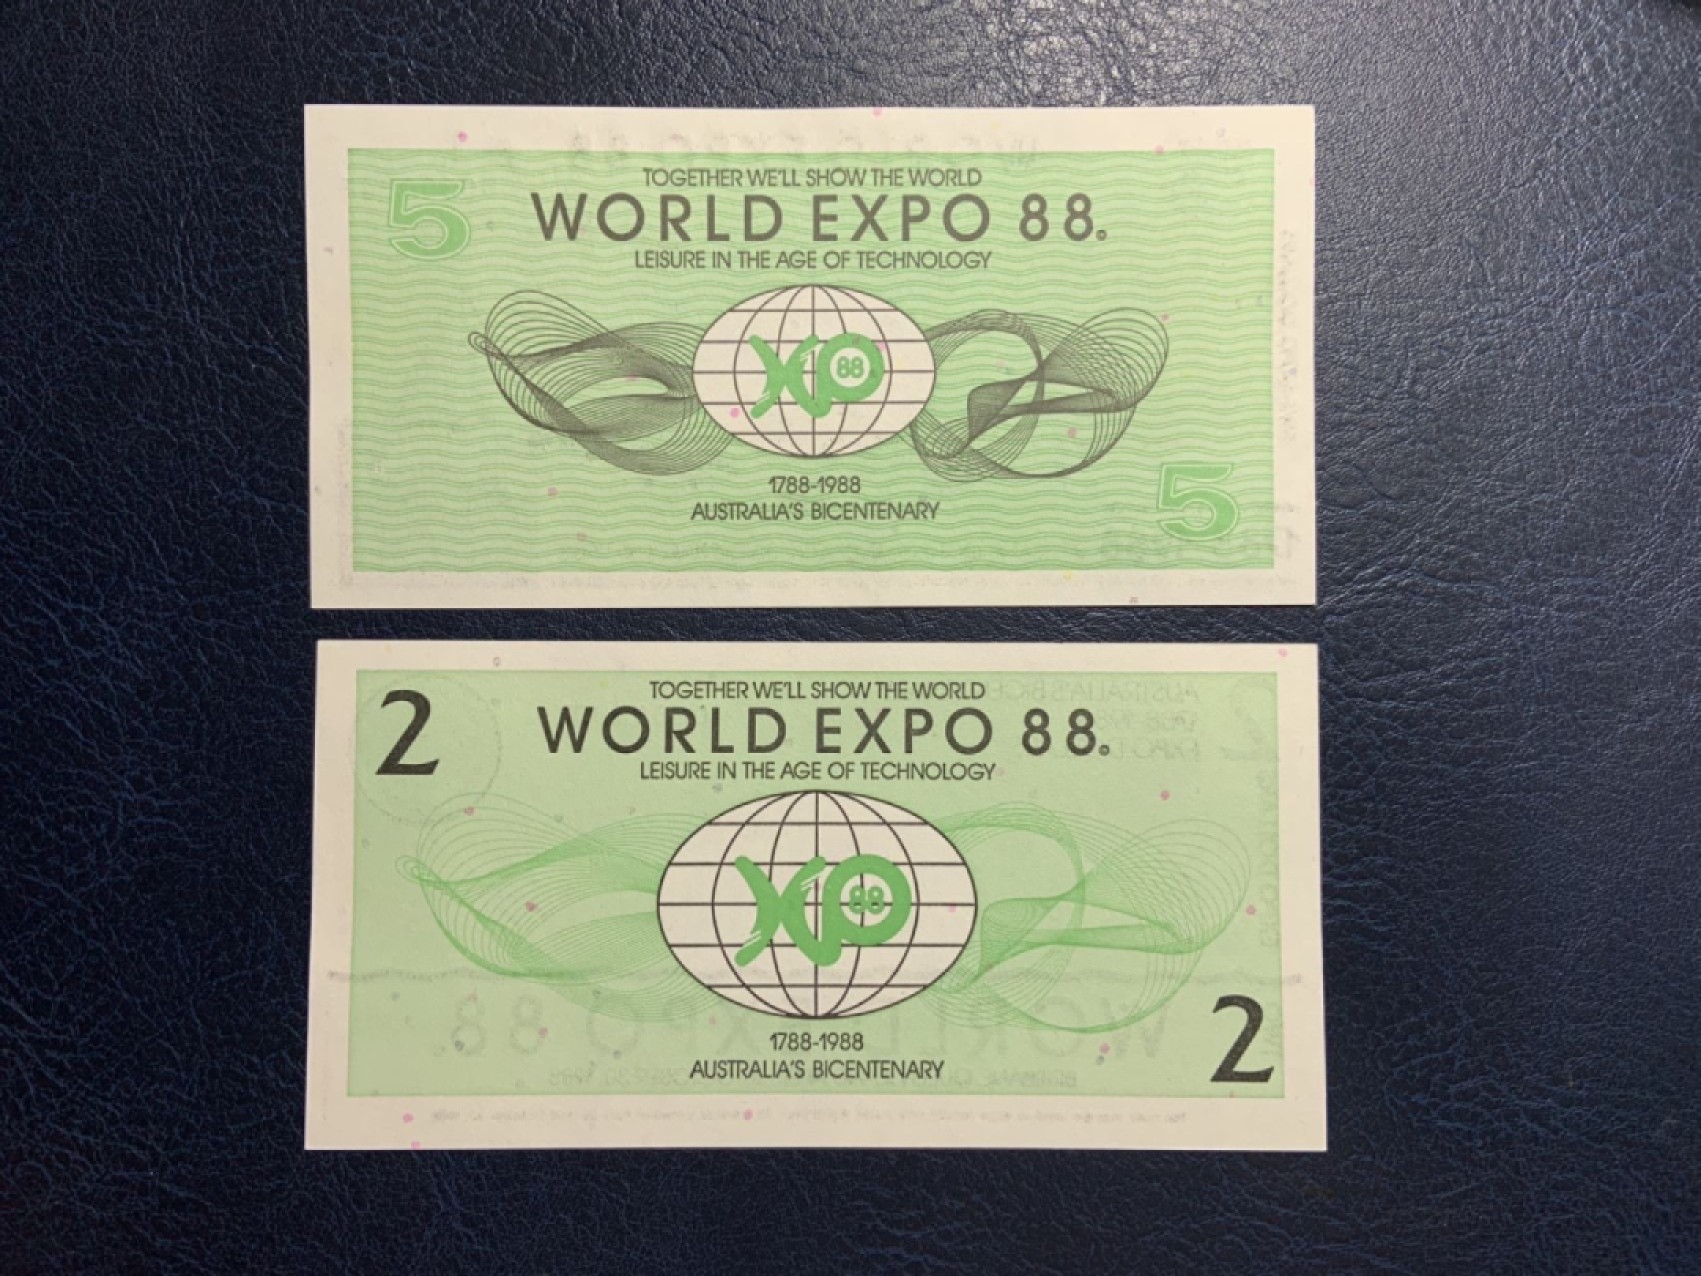 TOGETHER WE'LL SHOW THE WORLD
5
WORLD EXPO 88.
LEISURE IN THE AGE OF TECHNOLOGY
XP 88
1788-1988
5
AUSTRALIA'S BICENTENARY
TOGETHER WE'LL SHOW THE WORLD
2
WORLD EXPO 88.
LEISURE IN THE AGE OF TECHNOLOGY
XP 88
1788-1988
2
AUSTRALIA'S BICENTENARY